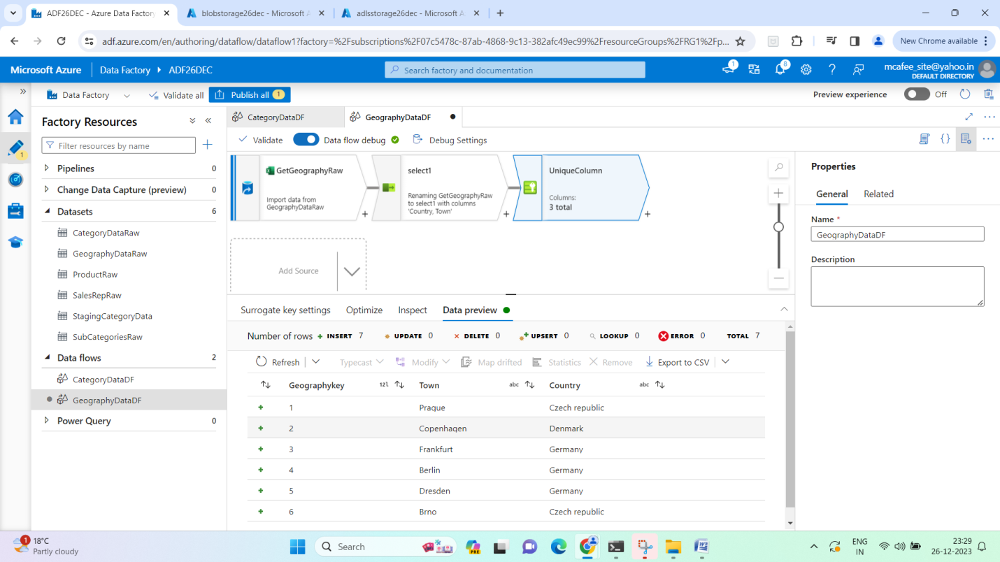 ADF26DEC - Azure Data Factory
blobstorage26dec - Microsoft A
adlsstorage26dec - Microsoft A
adf.azure.com/en/authoring/dataflow/dataflow1?factory=%2Fsubscriptions%2F07c5478c-87ab-4868-9c13-382afc49ec99%2FresourceGroups%2FRG1%2Fp...
New Chrome available
Microsoft Azure
Data Factory
ADF26DEC
Search factory and documentation
1
8
mcafee_site@yahoo.in
DEFAULT DIRECTORY
Data Factory
Validate all
Publish all
1
Preview experience
Off
1
Factory Resources
Filter resources by name
Pipelines 0
Change Data Capture (preview) 0
Datasets 6
CategoryDataRaw
GeographyDataRaw
ProductRaw
SalesRepRaw
StagingCategoryData
SubCategoriesRaw
Data flows 2
CategoryDataDF
GeographyDataDF
Power Query 0
CategoryDataDF
GeographyDataDF
Validate
Data flow debug
Debug Settings
GetGeographyRaw
Import data from
GeographyDataRaw
select1
Renaming GetGeographyRaw
to select1 with columns
'Country, Town'
UniqueColumn
Columns:
3 total
Add Source
Surrogate key settings
Optimize
Inspect
Data preview
Number of rows + INSERT 7 UPDATE 0 DELETE 0 UPSERT 0 LOOKUP 0 ERROR 0 TOTAL 7
Refresh
Typecast
Modify
Map drifted
Statistics
Remove
Export to CSV
Geographykey 12l Town abc Country abc
+ 1 Praque Czech republic
+ 2 Copenhagen Denmark
+ 3 Frankfurt Germany
+ 4 Berlin Germany
+ 5 Dresden Germany
+ 6 Brno Czech republic
Properties
General
Related
Name *
GeographyDataDF
Description
1
18°C
Partly cloudy
Search
PRE
ENG
IN
23:29
26-12-2023